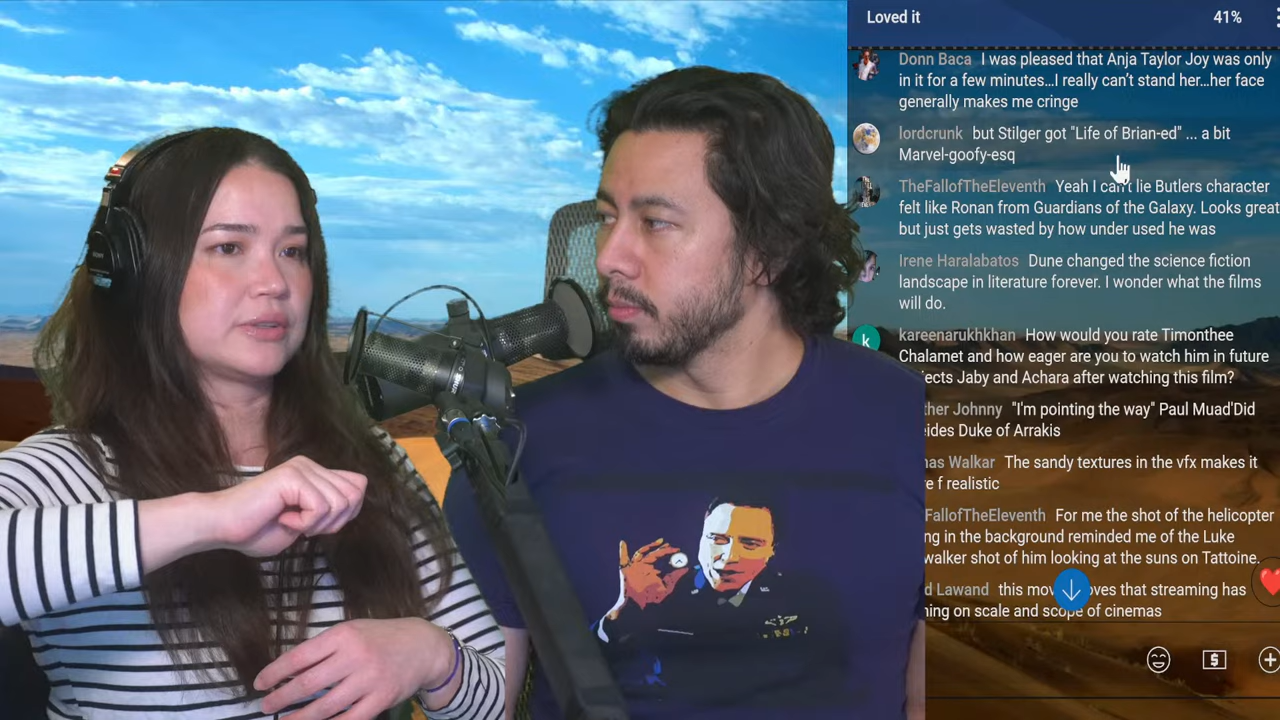 Loved it 41%
Donn Baca I was pleased that Anja Taylor Joy was only
in it for a few minutes...I really can't stand her...her face
generally makes me cringe
lordcrunk but Stilger got "Life of Brian-ed" ... a bit
Marvel-goofy-esq
TheFallofTheEleventh Yeah I can't lie Butlers character
felt like Ronan from Guardians of the Galaxy. Looks great
but just gets wasted by how under used he was
Irene Haralabatos Dune changed the science fiction
landscape in literature forever. I wonder what the films
will do.
k kareenarukhkhan How would you rate Timonthee
Chalamet and how eager are you to watch him in future
jects Jaby and Achara after watching this film?
ther Johnny "I'm pointing the way" Paul Muad'Did
eides Duke of Arrakis
nas Walkar The sandy textures in the vfx makes it
re f realistic
FallofTheEleventh For me the shot of the helicopter
ng in the background reminded me of the Luke
walker shot of him looking at the suns on Tattoine.
d Lawand this mov oves that streaming has
hing on scale and scope of cinemas
$
SONY